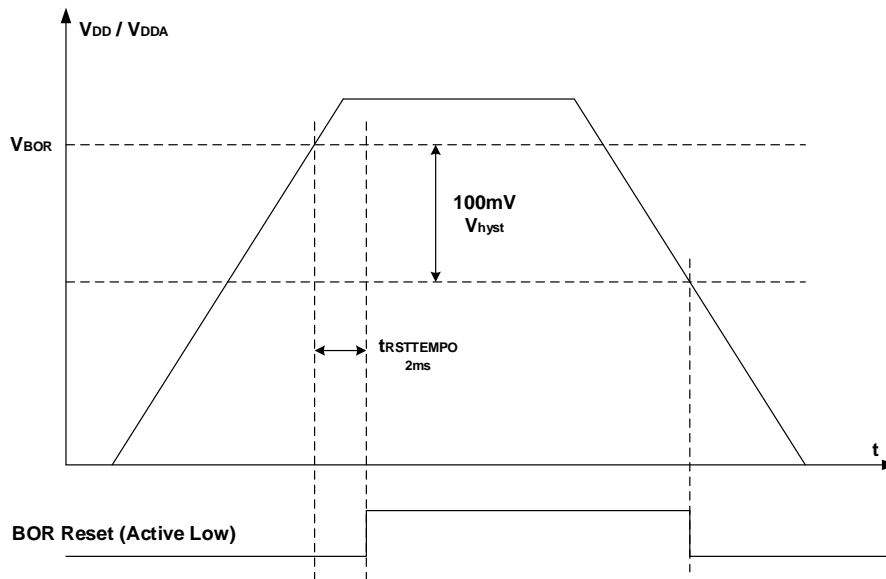 VDD / VDDA
VBOR
100mV
Vhyst
tRSTTEMPO
2ms
t
BOR Reset (Active Low)